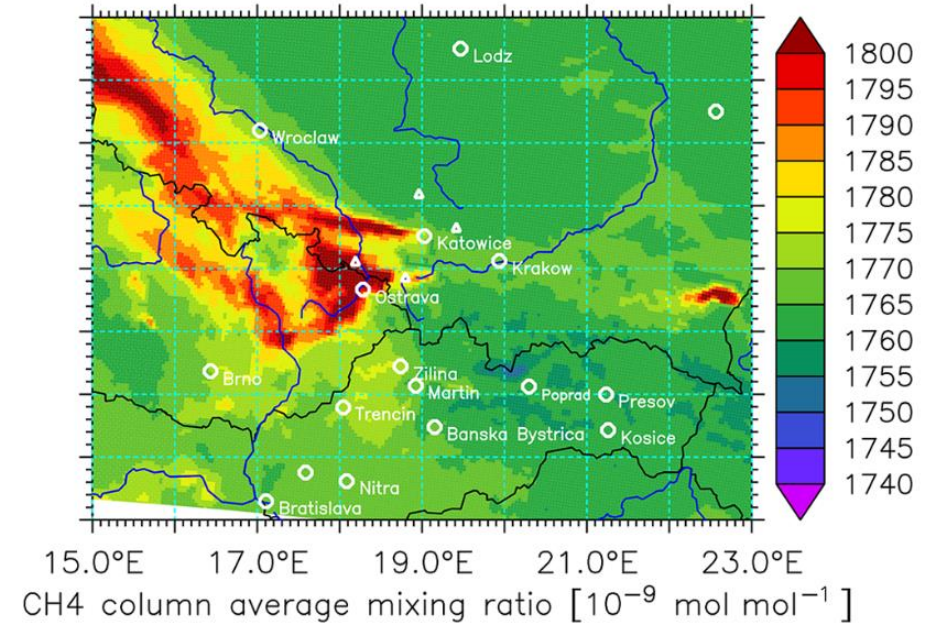 Lodz
Wroclaw
Katowice
Krakow
Ostrava
Brno
Zilina
Martin
Poprad
Presov
Trencin
Banska Bystrica
Kosice
Nitra
Bratislava
1800
1795
1790
1785
1780
1775
1770
1765
1760
1755
1750
1745
1740
15.0°E 17.0°E 19.0°E 21.0°E 23.0°E
CH4 column average mixing ratio [10⁻⁹ mol mol⁻¹]